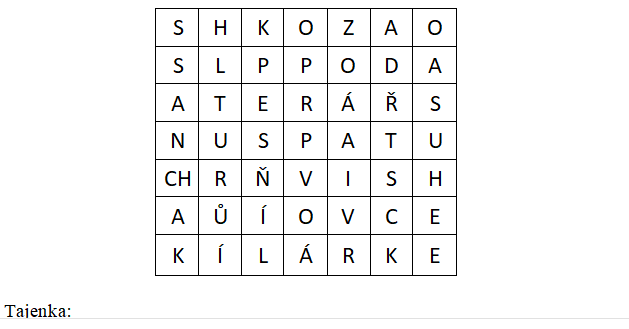 S H K O Z A O
S L P P O D A
A T E R Á Ř S
N U S P A T U
CH R Ň V I S H
A Ů Í O V C E
K Í L Á R K E
Tajenka: